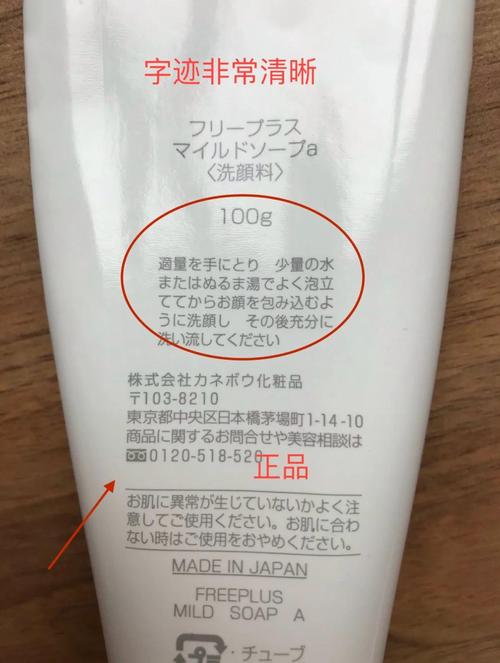 字迹非常清晰
フリープラス
マイルドソープa
〈洗顔料〉
100g
適量を手にとり　少量の水
またはぬるま湯でよく泡立
ててからお顔を包み込むよ
うに洗顔し　その後充分に
洗い流してください
株式会社カネボウ化粧品
〒103-8210
東京都中央区日本橋茅場町1-14-10
商品に関するお問合せや美容相談は
0120-518-520
正品
お肌に異常が生じていないかよく注
意してご使用ください。お肌に合わ
ない時はご使用をおやめください。
MADE IN JAPAN
FREEPLUS
MILD SOAP A
・チューブ